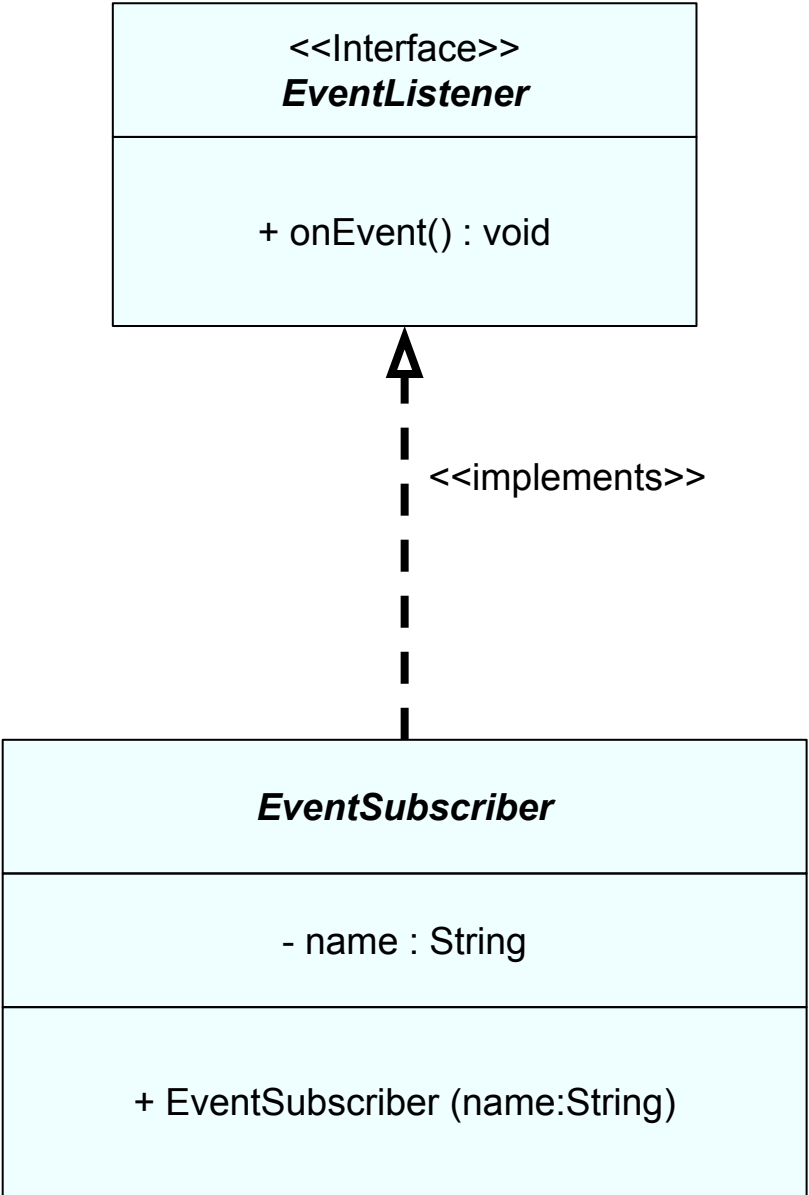 <<Interface>>
EventListener
+ onEvent() : void
<<implements>>
EventSubscriber
- name : String
+ EventSubscriber (name:String)